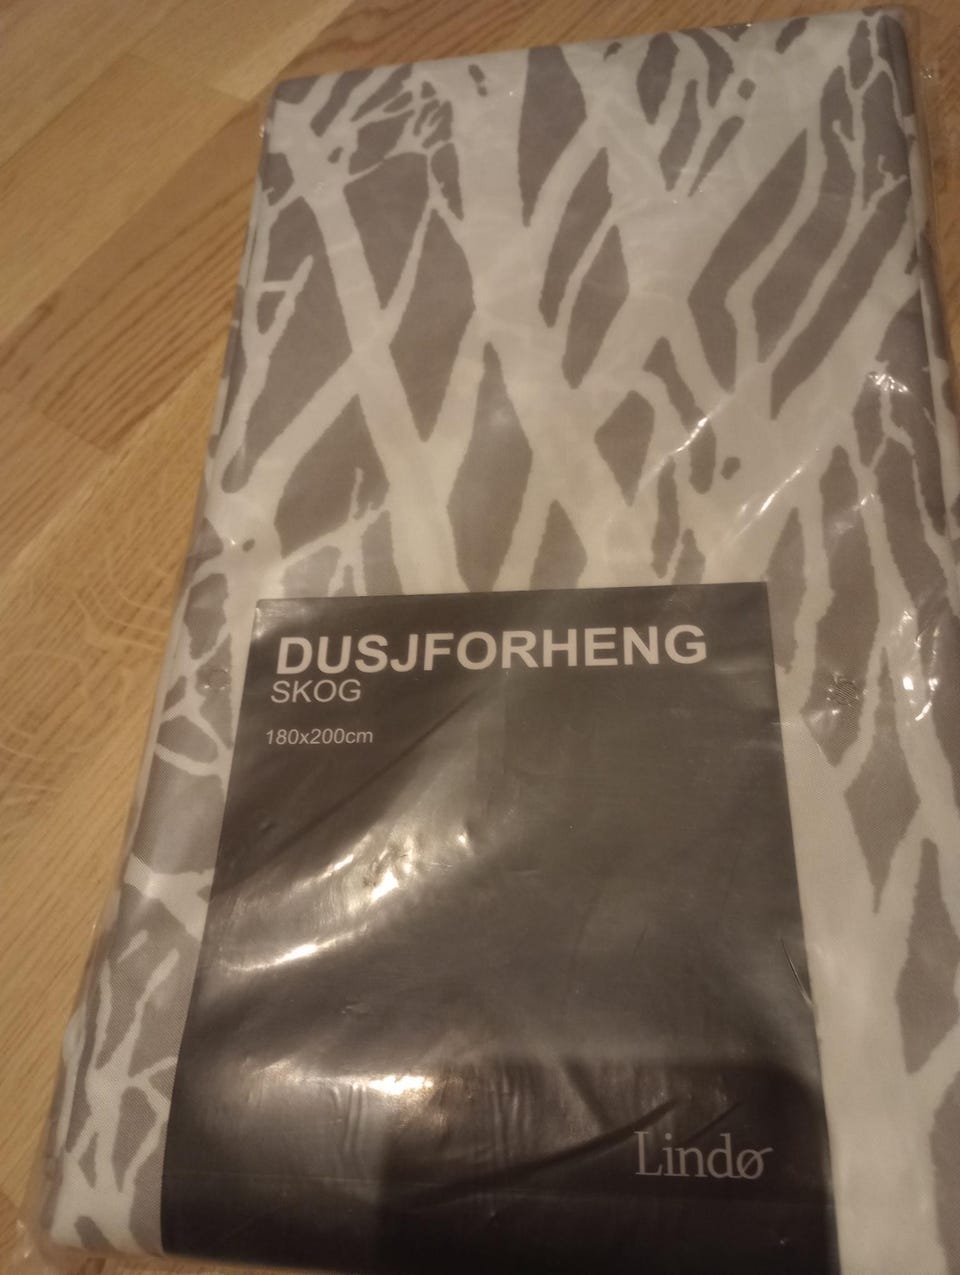 DUSJFORHENG
SKOG
180x200cm
Lindø